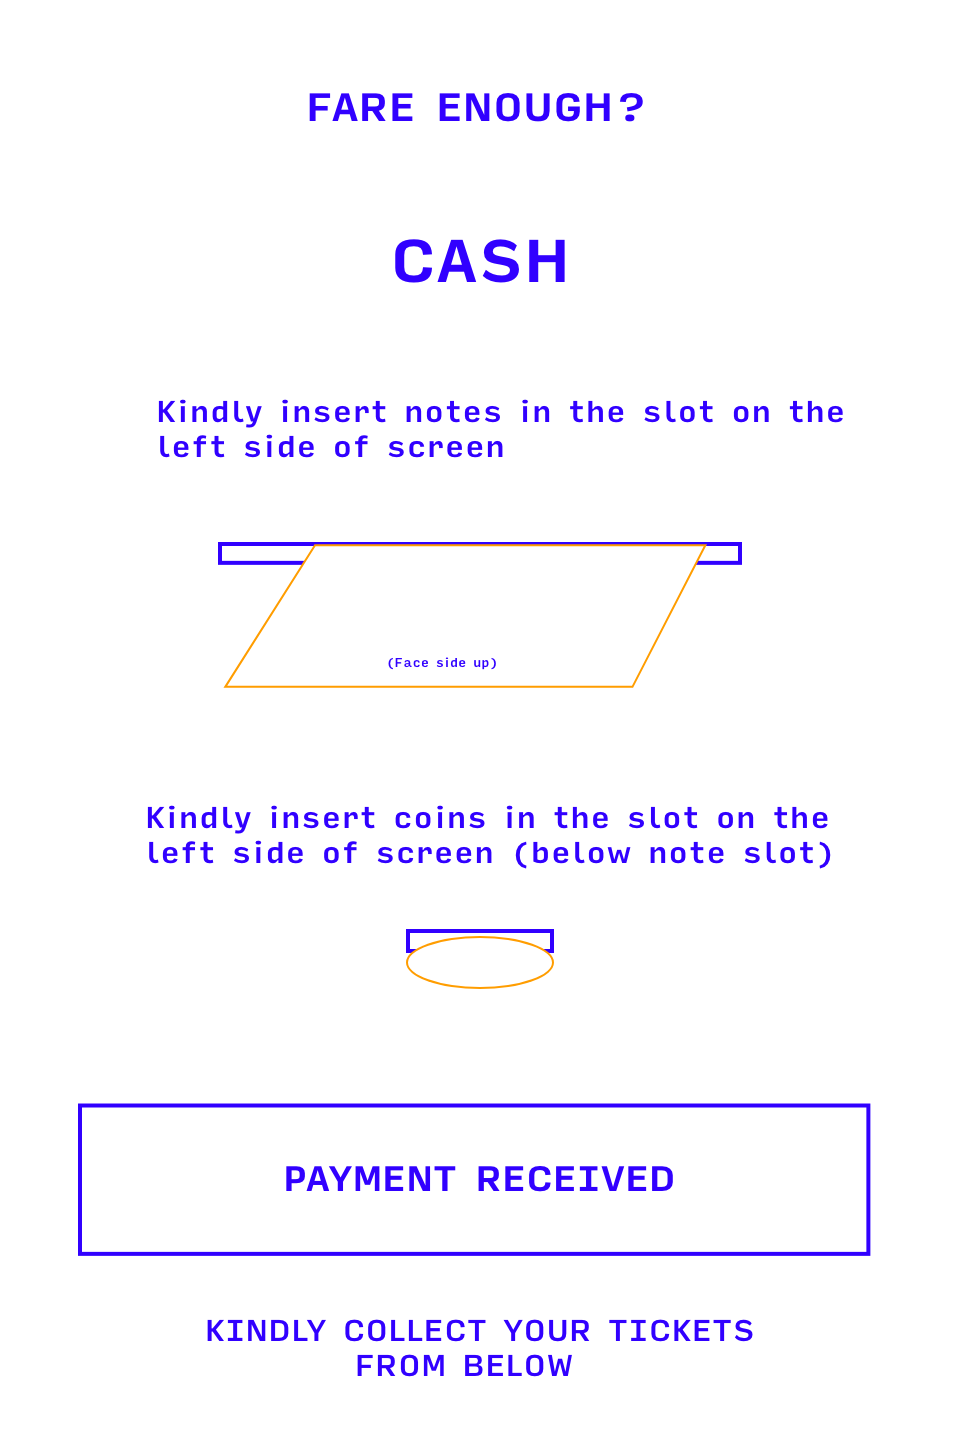 FARE ENOUGH?
CASH
Kindly insert notes in the slot on the
left side of screen
(Face side up)
Kindly insert coins in the slot on the
left side of screen (below note slot)
PAYMENT RECEIVED
KINDLY COLLECT YOUR TICKETS
FROM BELOW